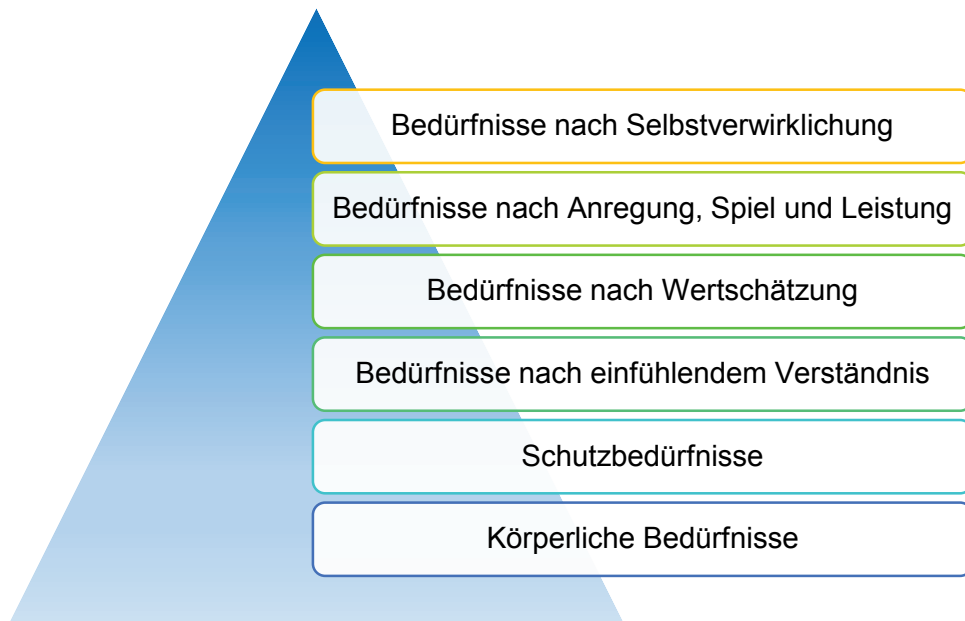 Bedürfnisse nach Selbstverwirklichung
Bedürfnisse nach Anregung, Spiel und Leistung
Bedürfnisse nach Wertschätzung
Bedürfnisse nach einfühlendem Verständnis
Schutzbedürfnisse
Körperliche Bedürfnisse